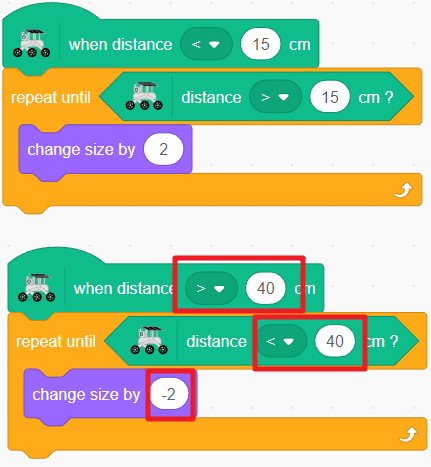 when distance < 15 cm
repeat until distance > 15 cm ?
change size by 2
when distance > 40 cm
repeat until distance < 40 cm ?
change size by -2